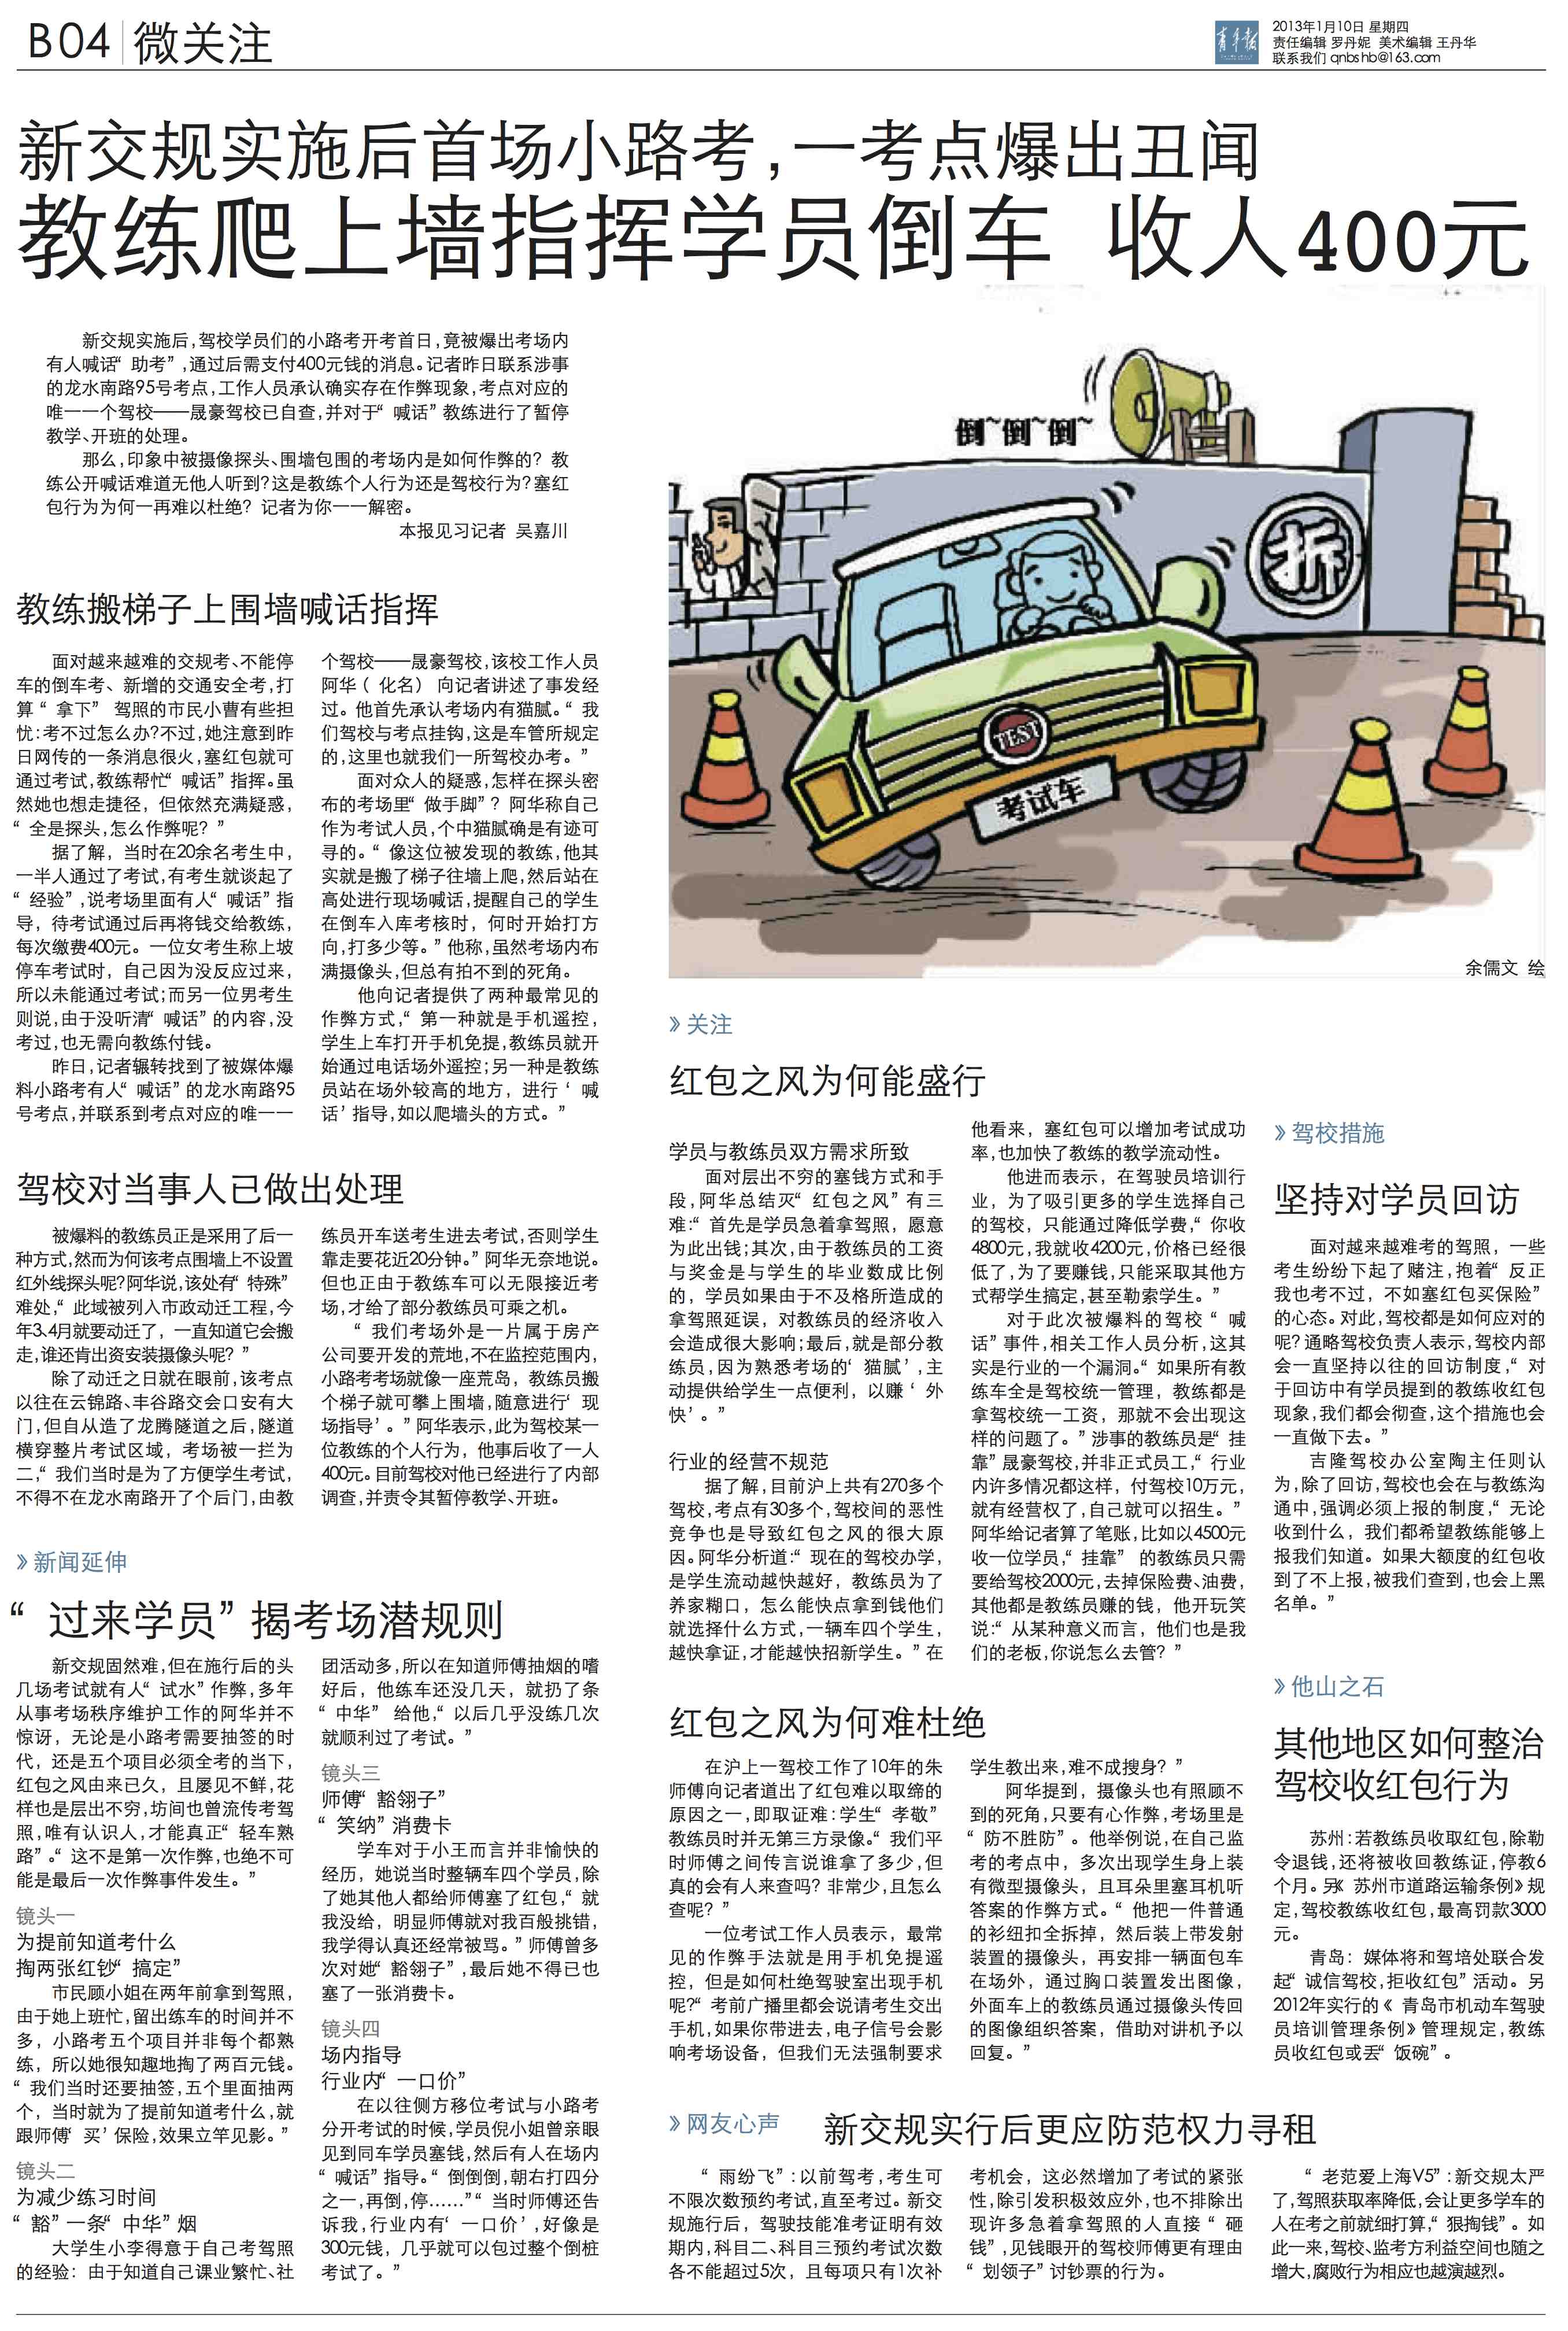 B04 微关注
2013年1月10日 星期四
责任编辑 罗丹妮 美术编辑 王丹华
联系我们 qnbshb@163.com
青年报
新交规实施后首场小路考,一考点爆出丑闻
教练爬上墙指挥学员倒车 收人400元
新交规实施后,驾校学员们的小路考开考首日,竟被爆出考场内
有人喊话“助考”,通过后需支付400元钱的消息。记者昨日联系涉事
的龙水南路95号考点,工作人员承认确实存在作弊现象,考点对应的
唯一一个驾校——晟豪驾校已自查,并对于“喊话”教练进行了暂停
教学、开班的处理。
那么,印象中被摄像探头、围墙包围的考场内是如何作弊的?教
练公开喊话难道无他人听到?这是教练个人行为还是驾校行为?塞红
包行为为何一再难以杜绝?记者为你一一解密。
本报见习记者 吴嘉川
倒~倒~倒~
拆
TEST
考试车
余儒文 绘
教练搬梯子上围墙喊话指挥
面对越来越难的交规考、不能停
车的倒车考、新增的交通安全考,打
算“拿下”驾照的市民小曹有些担
忧:考不过怎么办?不过,她注意到昨
日网传的一条消息很火,塞红包就可
通过考试,教练帮忙“喊话”指挥。虽
然她也想走捷径,但依然充满疑惑,
“全是探头,怎么作弊呢?”
据了解,当时在20余名考生中,
一半人通过了考试,有考生就谈起了
“经验”,说考场里面有人“喊话”指
导,待考试通过后再将钱交给教练,
每次缴费400元。一位女考生称上坡
停车考试时,自己因为没反应过来,
所以未能通过考试;而另一位男考生
则说,由于没听清“喊话”的内容,没
考过,也无需向教练付钱。
昨日,记者辗转找到了被媒体爆
料小路考有人“喊话”的龙水南路95
号考点,并联系到考点对应的唯一一
个驾校——晟豪驾校,该校工作人员
阿华(化名)向记者讲述了事发经
过。他首先承认考场内有猫腻。“我
们驾校与考点挂钩,这是车管所规定
的,这里也就我们一所驾校办考。”
面对众人的疑惑,怎样在探头密
布的考场里“做手脚”?阿华称自己
作为考试人员,个中猫腻确是有迹可
寻的。“像这位被发现的教练,他其
实就是搬了梯子往墙上爬,然后站在
高处进行现场喊话,提醒自己的学生
在倒车入库考核时,何时开始打方
向,打多少等。”他称,虽然考场内布
满摄像头,但总有拍不到的死角。
他向记者提供了两种最常见的
作弊方式,“第一种就是手机遥控,
学生上车打开手机免提,教练员就开
始通过电话场外遥控;另一种是教练
员站在场外较高的地方,进行‘喊
话’指导,如以爬墙头的方式。”
驾校对当事人已做出处理
被爆料的教练员正是采用了后一
种方式,然而为何该考点围墙上不设置
红外线探头呢?阿华说,该处有“特殊”
难处,“此域被列入市政动迁工程,今
年3、4月就要动迁了,一直知道它会搬
走,谁还肯出资安装摄像头呢?”
除了动迁之日就在眼前,该考点
以往在云锦路、丰谷路交会口安有大
门,但自从造了龙腾隧道之后,隧道
横穿整片考试区域,考场被一拦为
二,“我们当时是为了方便学生考试,
不得不在龙水南路开了个后门,由教
练员开车送考生进去考试,否则学生
靠走要花近20分钟。”阿华无奈地说。
但也正由于教练车可以无限接近考
场,才给了部分教练员可乘之机。
“我们考场外是一片属于房产
公司要开发的荒地,不在监控范围内,
小路考考场就像一座荒岛,教练员搬
个梯子就可攀上围墙,随意进行‘现
场指导’。”阿华表示,此为驾校某一
位教练的个人行为,他事后收了一人
400元。目前驾校对他已经进行了内部
调查,并责令其暂停教学、开班。
》新闻延伸
“过来学员”揭考场潜规则
新交规固然难,但在施行后的头
几场考试就有人“试水”作弊,多年
从事考场秩序维护工作的阿华并不
惊讶,无论是小路考需要抽签的时
代,还是五个项目必须全考的当下,
红包之风由来已久,且屡见不鲜,花
样也是层出不穷,坊间也曾流传考驾
照,唯有认识人,才能真正“轻车熟
路”。“这不是第一次作弊,也绝不可
能是最后一次作弊事件发生。”
镜头一
为提前知道考什么
掏两张红钞“搞定”
市民顾小姐在两年前拿到驾照,
由于她上班忙,留出练车的时间并不
多,小路考五个项目并非每个都熟
练,所以她很知趣地掏了两百元钱。
“我们当时还要抽签,五个里面抽两
个,当时就为了提前知道考什么,就
跟师傅‘买’保险,效果立竿见影。”
镜头二
为减少练习时间
“豁”一条“中华”烟
大学生小李得意于自己考驾照
的经验:由于知道自己课业繁忙、社
团活动多,所以在知道师傅抽烟的嗜
好后,他练车还没几天,就扔了条
“中华”给他,“以后几乎没练几次
就顺利过了考试。”
镜头三
师傅“豁翎子”
“笑纳”消费卡
学车对于小王而言并非愉快的
经历,她说当时整辆车四个学员,除
了她其他人都给师傅塞了红包,“就
我没给,明显师傅就对我百般挑错,
我学得认真还经常被骂。”师傅曾多
次对她“豁翎子”,最后她不得已也
塞了一张消费卡。
镜头四
场内指导
行业内“一口价”
在以往侧方移位考试与小路考
分开考试的时候,学员倪小姐曾亲眼
见到同车学员塞钱,然后有人在场内
“喊话”指导。“倒倒倒,朝右打四分
之一,再倒,停……”“当时师傅还告
诉我,行业内有‘一口价’,好像是
300元钱,几乎就可以包过整个倒桩
考试了。”
》关注
红包之风为何能盛行
学员与教练员双方需求所致
面对层出不穷的塞钱方式和手
段,阿华总结灭“红包之风”有三
难:“首先是学员急着拿驾照,愿意
为此出钱;其次,由于教练员的工资
与奖金是与学生的毕业数成比例
的,学员如果由于不及格所造成的
拿驾照延误,对教练员的经济收入
会造成很大影响;最后,就是部分教
练员,因为熟悉考场的‘猫腻’,主
动提供给学生一点便利,以赚‘外
快’。”
行业的经营不规范
据了解,目前沪上共有270多个
驾校,考点有30多个,驾校间的恶性
竞争也是导致红包之风的很大原
因。阿华分析道:“现在的驾校办学,
是学生流动越快越好,教练员为了
养家糊口,怎么能快点拿到钱他们
就选择什么方式,一辆车四个学生,
越快拿证,才能越快招新学生。”在
他看来,塞红包可以增加考试成功
率,也加快了教练的教学流动性。
他进而表示,在驾驶员培训行
业,为了吸引更多的学生选择自己
的驾校,只能通过降低学费,“你收
4800元,我就收4200元,价格已经很
低了,为了要赚钱,只能采取其他方
式帮学生搞定,甚至勒索学生。”
对于此次被爆料的驾校“喊
话”事件,相关工作人员分析,这其
实是行业的一个漏洞。“如果所有教
练车全是驾校统一管理,教练都是
拿驾校统一工资,那就不会出现这
样的问题了。”涉事的教练员是“挂
靠”晟豪驾校,并非正式员工,“行业
内许多情况都这样,付驾校10万元,
就有经营权了,自己就可以招生。”
阿华给记者算了笔账,比如以4500元
收一位学员,“挂靠”的教练员只需
要给驾校2000元,去掉保险费、油费,
其他都是教练员赚的钱,他开玩笑
说:“从某种意义而言,他们也是我
们的老板,你说怎么去管?”
红包之风为何难杜绝
在沪上一驾校工作了10年的朱
师傅向记者道出了红包难以取缔的
原因之一,即取证难:学生“孝敬”
教练员时并无第三方录像。“我们平
时师傅之间传言说谁拿了多少,但
真的会有人来查吗?非常少,且怎么
查呢?”
一位考试工作人员表示,最常
见的作弊手法就是用手机免提遥
控,但是如何杜绝驾驶室出现手机
呢?“考前广播里都会说请考生交出
手机,如果你带进去,电子信号会影
响考场设备,但我们无法强制要求
学生教出来,难不成搜身?”
阿华提到,摄像头也有照顾不
到的死角,只要有心作弊,考场里是
“防不胜防”。他举例说,在自己监
考的考点中,多次出现学生身上装
有微型摄像头,且耳朵里塞耳机听
答案的作弊方式。“他把一件普通
的衫纽扣全拆掉,然后装上带发射
装置的摄像头,再安排一辆面包车
在场外,通过胸口装置发出图像,
外面车上的教练员通过摄像头传回
的图像组织答案,借助对讲机予以
回复。”
》驾校措施
坚持对学员回访
面对越来越难考的驾照,一些
考生纷纷下起了赌注,抱着“反正
我也考不过,不如塞红包买保险”
的心态。对此,驾校都是如何应对的
呢?通略驾校负责人表示,驾校内部
会一直坚持以往的回访制度,“对
于回访中有学员提到的教练收红包
现象,我们都会彻查,这个措施也会
一直做下去。”
吉隆驾校办公室陶主任则认
为,除了回访,驾校也会在与教练沟
通中,强调必须上报的制度,“无论
收到什么,我们都希望教练能够上
报我们知道。如果大额度的红包收
到了不上报,被我们查到,也会上黑
名单。”
》他山之石
其他地区如何整治
驾校收红包行为
苏州:若教练员收取红包,除勒
令退钱,还将被收回教练证,停教6
个月。另《苏州市道路运输条例》规
定,驾校教练收红包,最高罚款3000
元。
青岛:媒体将和驾培处联合发
起“诚信驾校,拒收红包”活动。另
2012年实行的《青岛市机动车驾驶
员培训管理条例》管理规定,教练
员收红包或丢“饭碗”。
》网友心声 新交规实行后更应防范权力寻租
“雨纷飞”:以前驾考,考生可
不限次数预约考试,直至考过。新交
规施行后,驾驶技能准考证明有效
期内,科目二、科目三预约考试次数
各不能超过5次,且每项只有1次补
考机会,这必然增加了考试的紧张
性,除引发积极效应外,也不排除出
现许多急着拿驾照的人直接“砸
钱”,见钱眼开的驾校师傅更有理由
“划领子”讨钞票的行为。
“老范爱上海V5”:新交规太严
了,驾照获取率降低,会让更多学车的
人在考之前就细打算,“狠掏钱”。如
此一来,驾校、监考方利益空间也随之
增大,腐败行为相应也越演越烈。